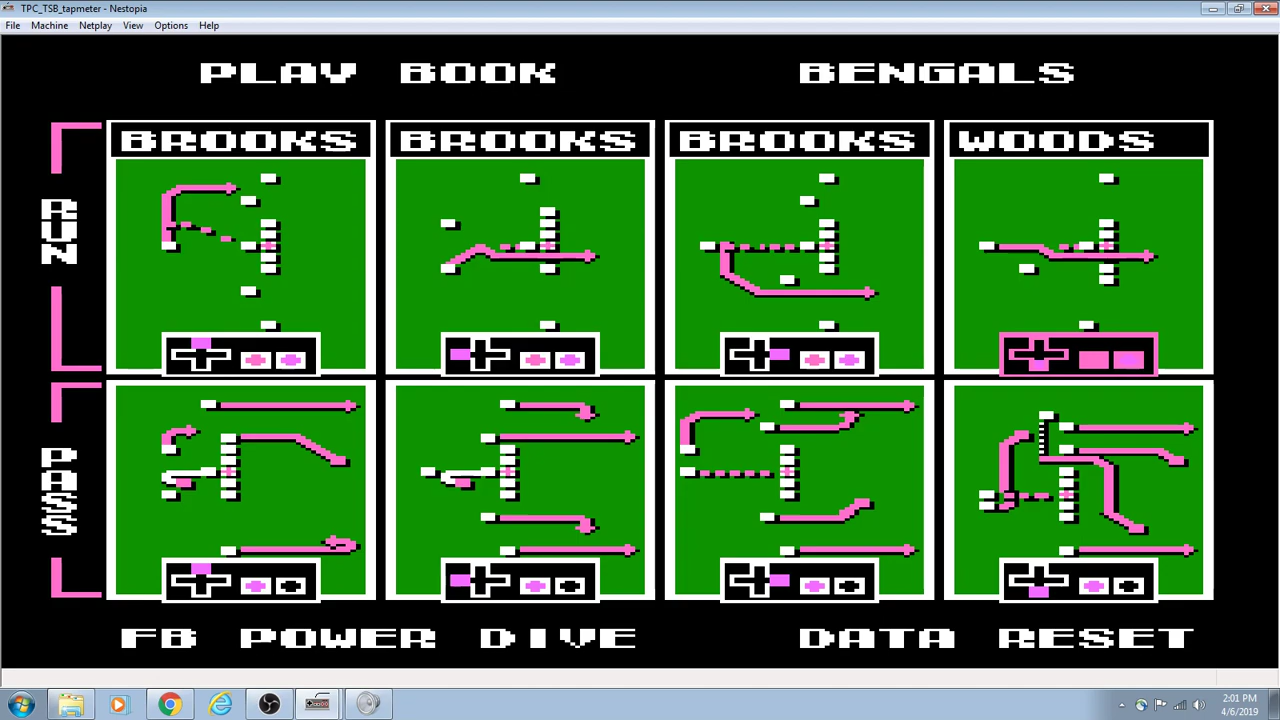 TPC_TSB_tapmeter - Nestopia
File Machine Netplay View Options Help
PLAY BOOK BENGALS
BROOKS BROOKS BROOKS WOODS
RUN
PASS
FB POWER DIVE DATA RESET
2:01 PM
4/6/2019